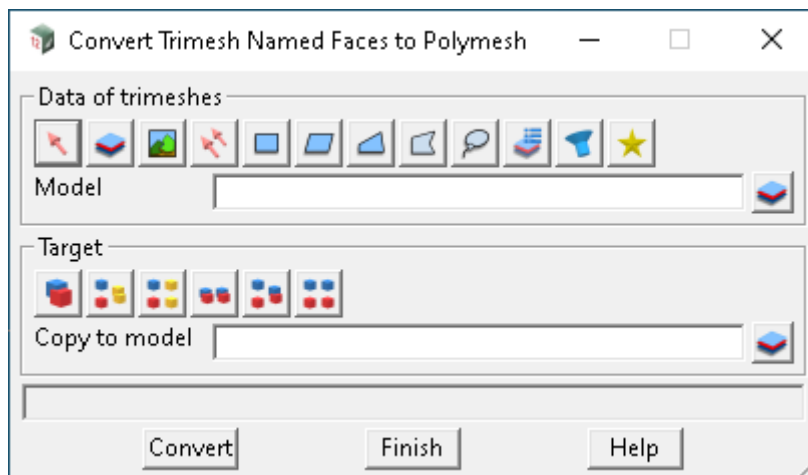 Convert Trimesh Named Faces to Polymesh
Data of trimeshes
Model
Target
Copy to model
Convert Finish Help